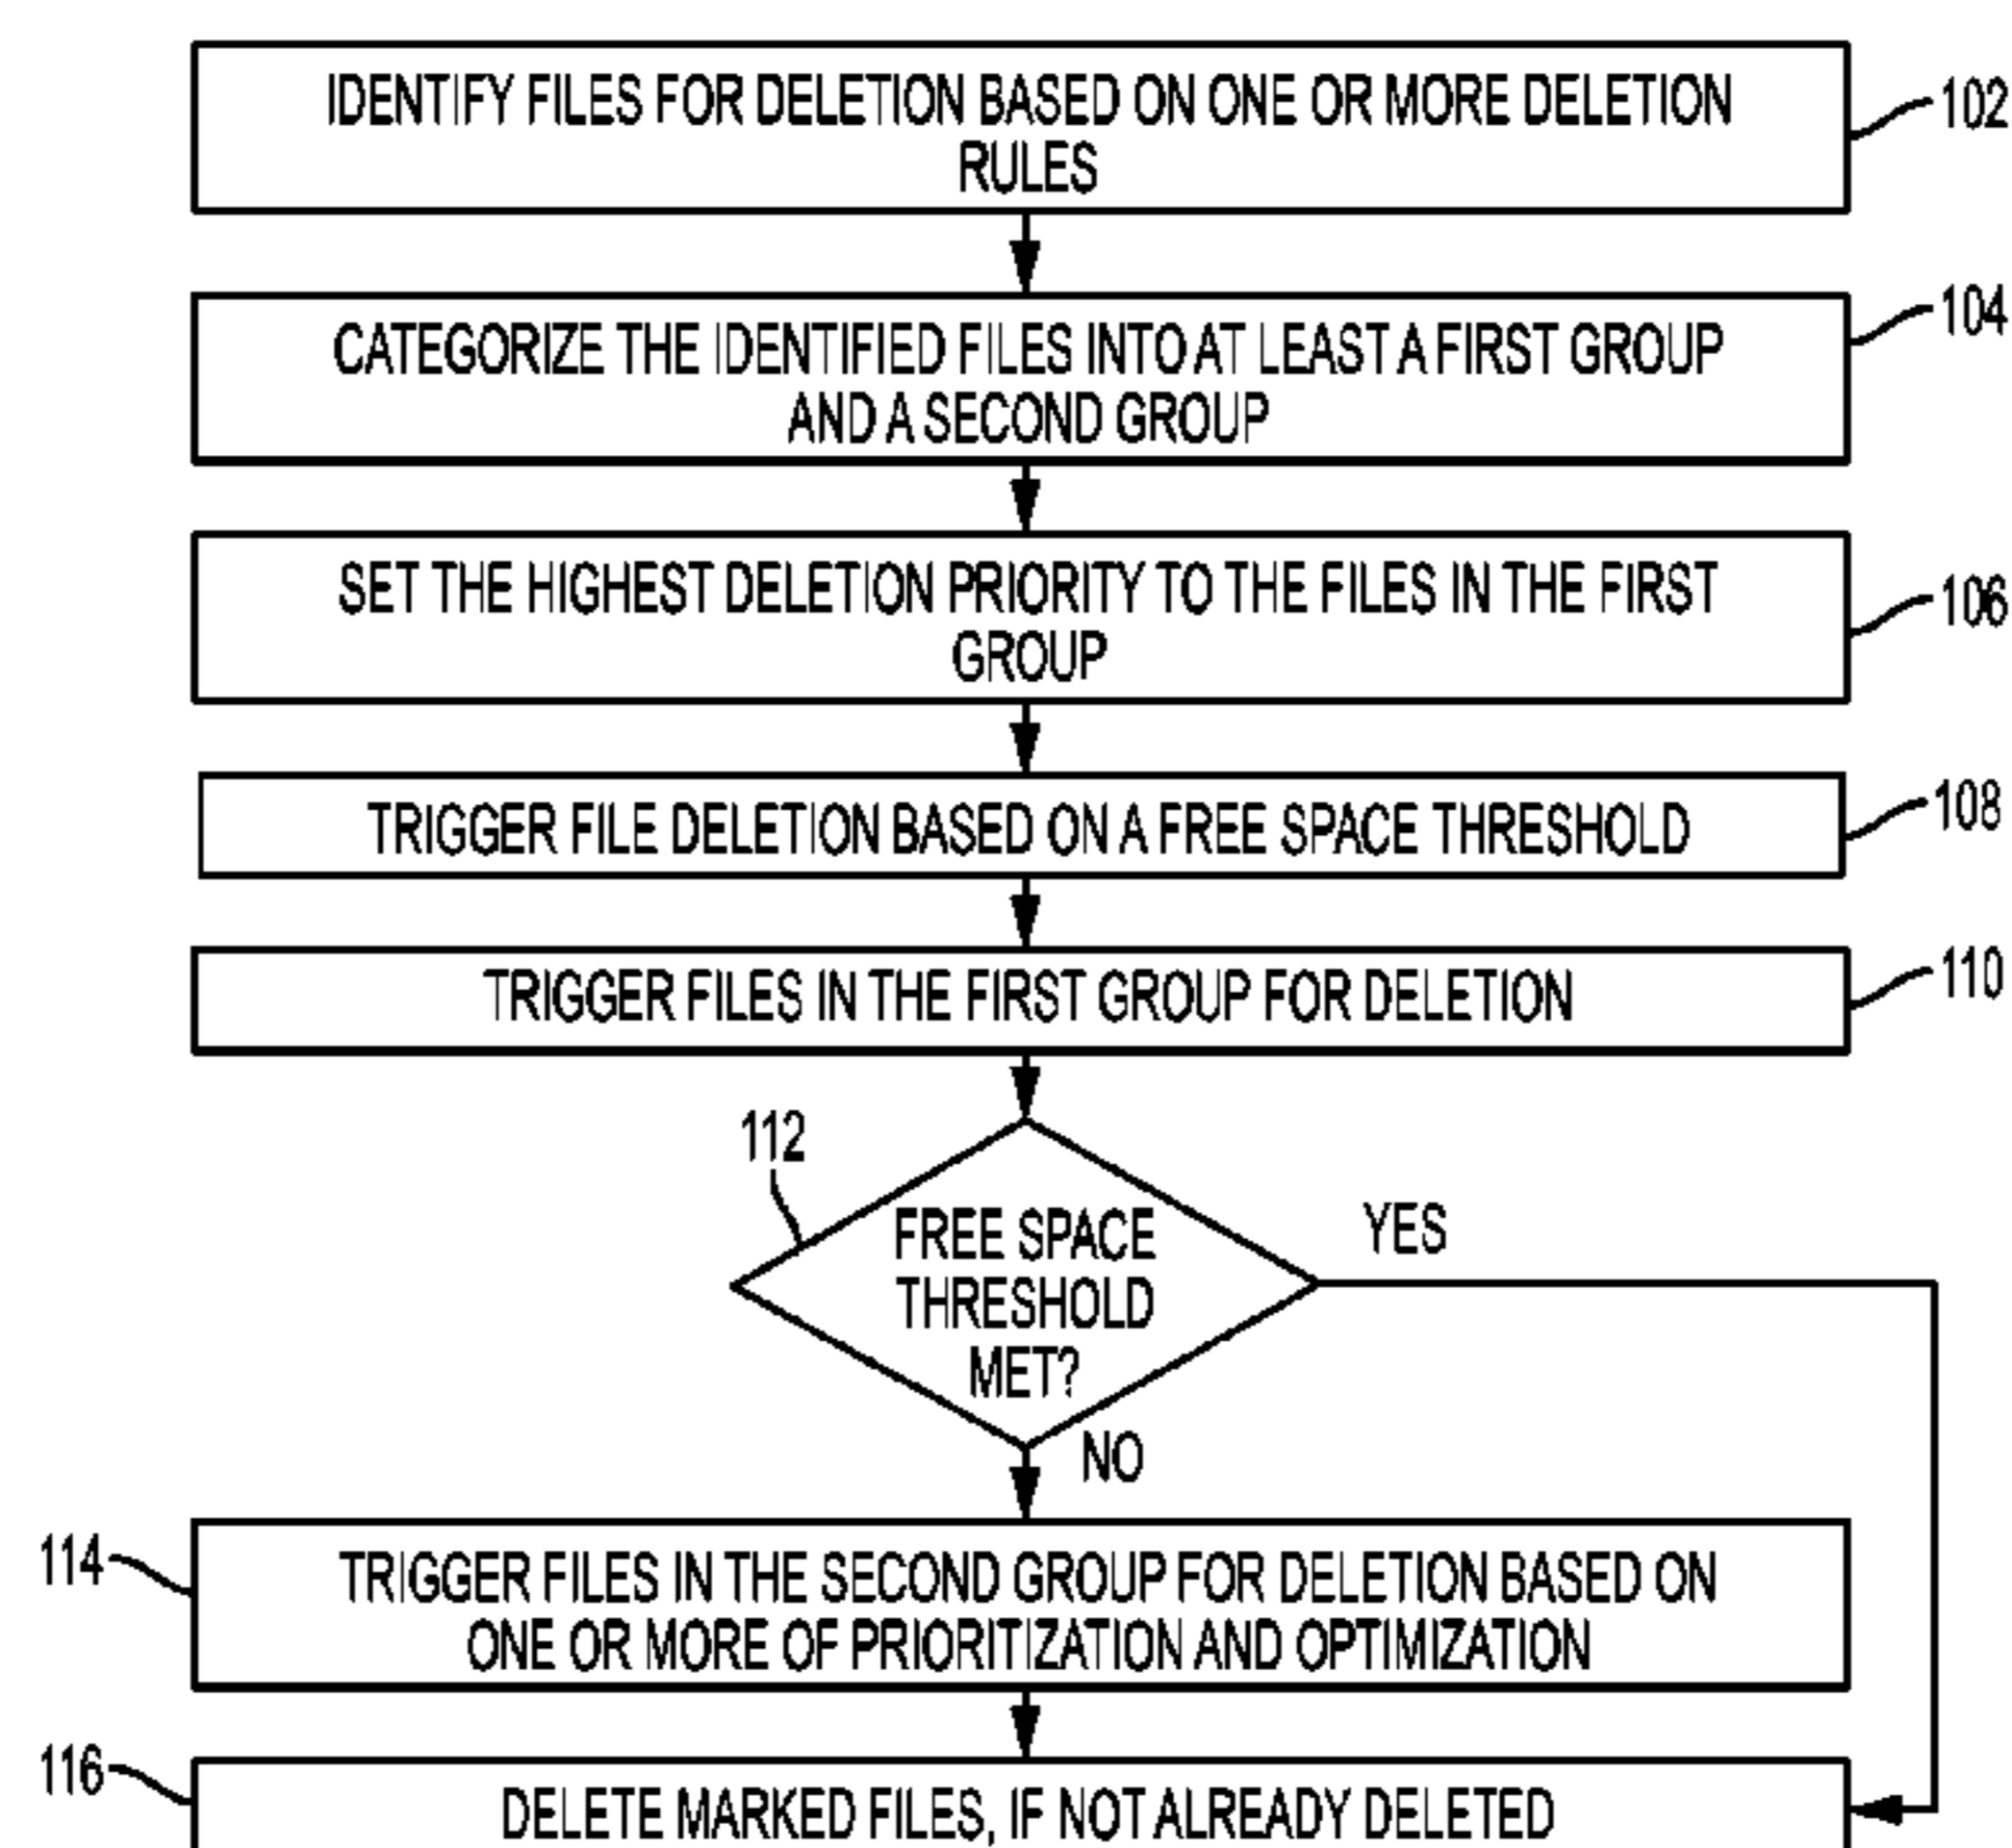 IDENTIFY FILES FOR DELETION BASED ON ONE OR MORE DELETION
RULES
102
CATEGORIZE THE IDENTIFIED FILES INTO AT LEAST A FIRST GROUP
AND A SECOND GROUP
104
SET THE HIGHEST DELETION PRIORITY TO THE FILES IN THE FIRST
GROUP
106
TRIGGER FILE DELETION BASED ON A FREE SPACE THRESHOLD
108
TRIGGER FILES IN THE FIRST GROUP FOR DELETION
110
112
FREE SPACE
THRESHOLD
MET?
YES
NO
114
TRIGGER FILES IN THE SECOND GROUP FOR DELETION BASED ON
ONE OR MORE OF PRIORITIZATION AND OPTIMIZATION
116
DELETE MARKED FILES, IF NOT ALREADY DELETED